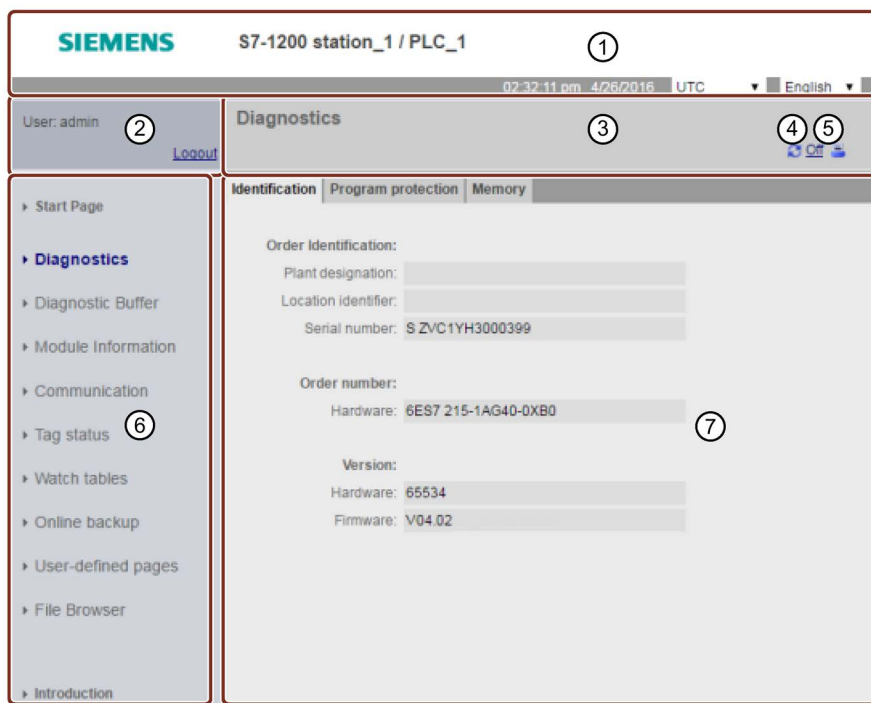 SIEMENS
S7-1200 station_1 / PLC_1
1
02:32:11 pm 4/26/2016 UTC English
User: admin
2
Logout
Diagnostics
3
4
5
Off
Identification Program protection Memory
Start Page
Diagnostics
Diagnostic Buffer
Module Information
Communication
Tag status
6
Watch tables
Online backup
User-defined pages
File Browser
Introduction
Order Identification:
Plant designation:
Location identifier:
Serial number: S ZVC1YH3000399
Order number:
Hardware: 6ES7 215-1AG40-0XB0
7
Version:
Hardware: 65534
Firmware: V04.02